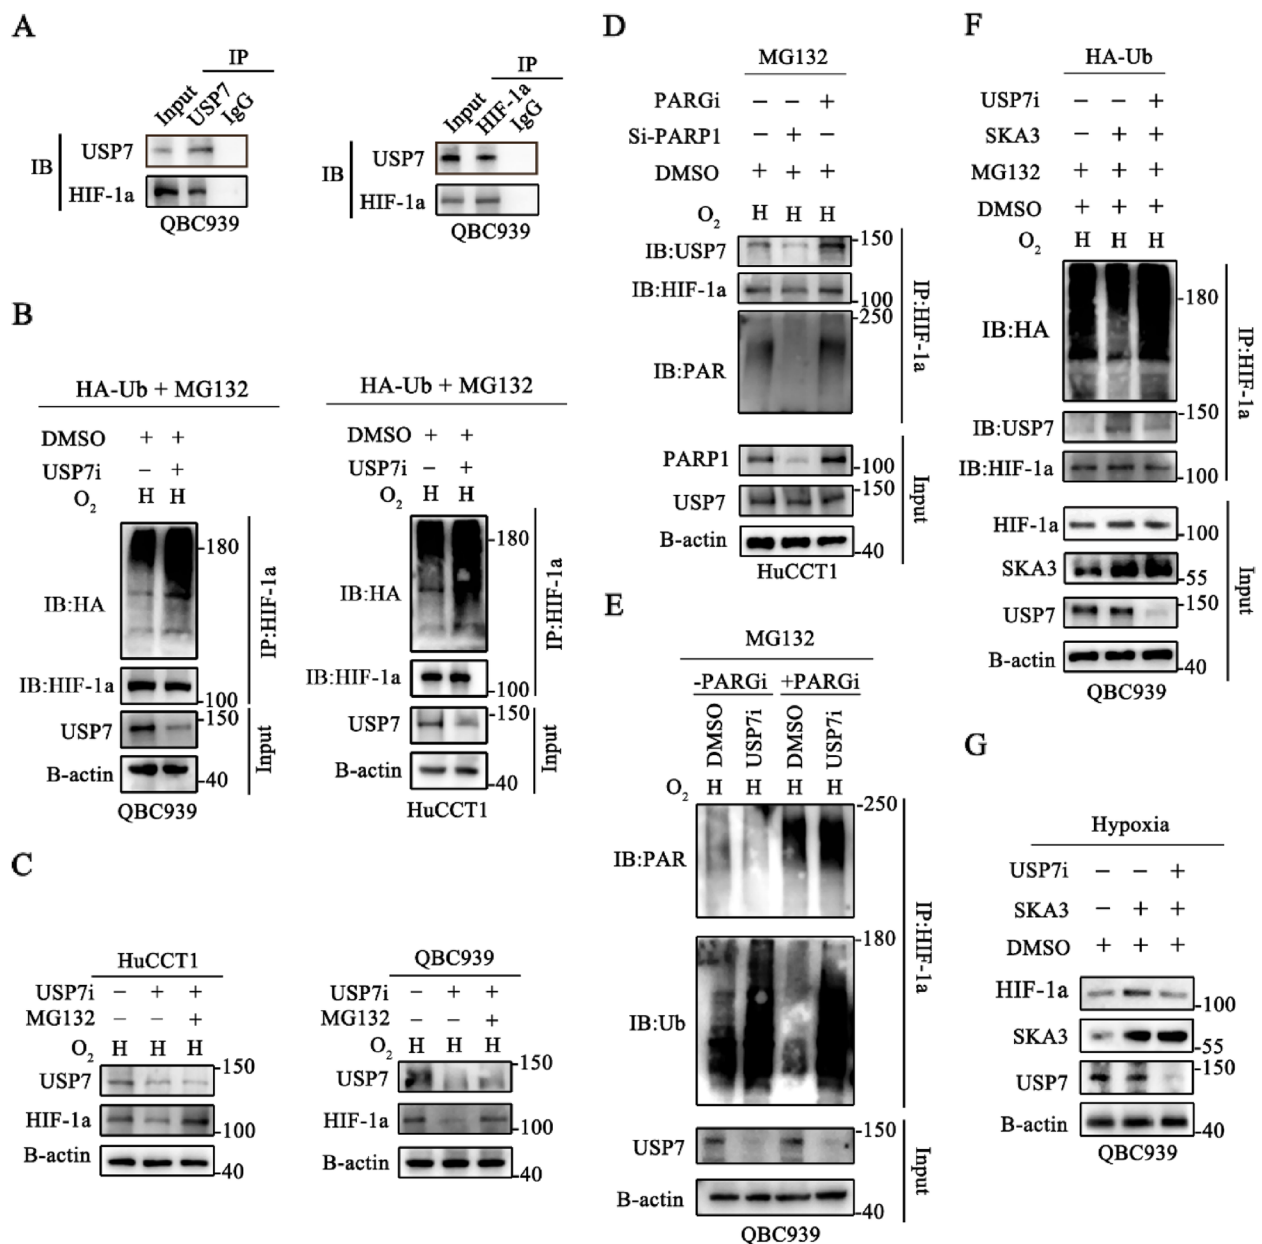 A
IP
Input
USP7
IgG
IB
USP7
HIF-1a
QBC939
IP
Input
HIF-1a
IgG
IB
USP7
HIF-1a
QBC939
B
HA-Ub + MG132
DMSO + +
USP7i – +
O2 H H
180
IB:HA
IB:HIF-1a
100
IP:HIF-1a
USP7
150
B-actin
40
Input
QBC939
HA-Ub + MG132
DMSO + +
USP7i – +
O2 H H
180
IB:HA
IB:HIF-1a
100
IP:HIF-1a
USP7
150
B-actin
40
Input
HuCCT1
C
HuCCT1
USP7i – + +
MG132 – – +
O2 H H H
USP7
150
HIF-1a
100
B-actin
40
QBC939
USP7i – + +
MG132 – – +
O2 H H H
USP7
150
HIF-1a
100
B-actin
40
D
MG132
PARGi – – +
Si-PARP1 – + –
DMSO + + +
O2 H H H
IB:USP7
150
IB:HIF-1a
100
250
IB:PAR
IP:HIF-1a
PARP1
100
USP7
150
B-actin
40
Input
HuCCT1
E
MG132
-PARGi +PARGi
DMSO
USP7i
DMSO
USP7i
O2 H H H H
250
IB:PAR
180
IB:Ub
IP:HIF-1a
USP7
150
B-actin
40
Input
QBC939
F
HA-Ub
USP7i – – +
SKA3 – + +
MG132 + + +
DMSO + + +
O2 H H H
180
IB:HA
IB:USP7
150
IB:HIF-1a
100
IP:HIF-1a
HIF-1a
100
SKA3
55
USP7
150
B-actin
40
Input
QBC939
G
Hypoxia
USP7i – – +
SKA3 – + +
DMSO + + +
HIF-1a
100
SKA3
55
USP7
150
B-actin
40
QBC939